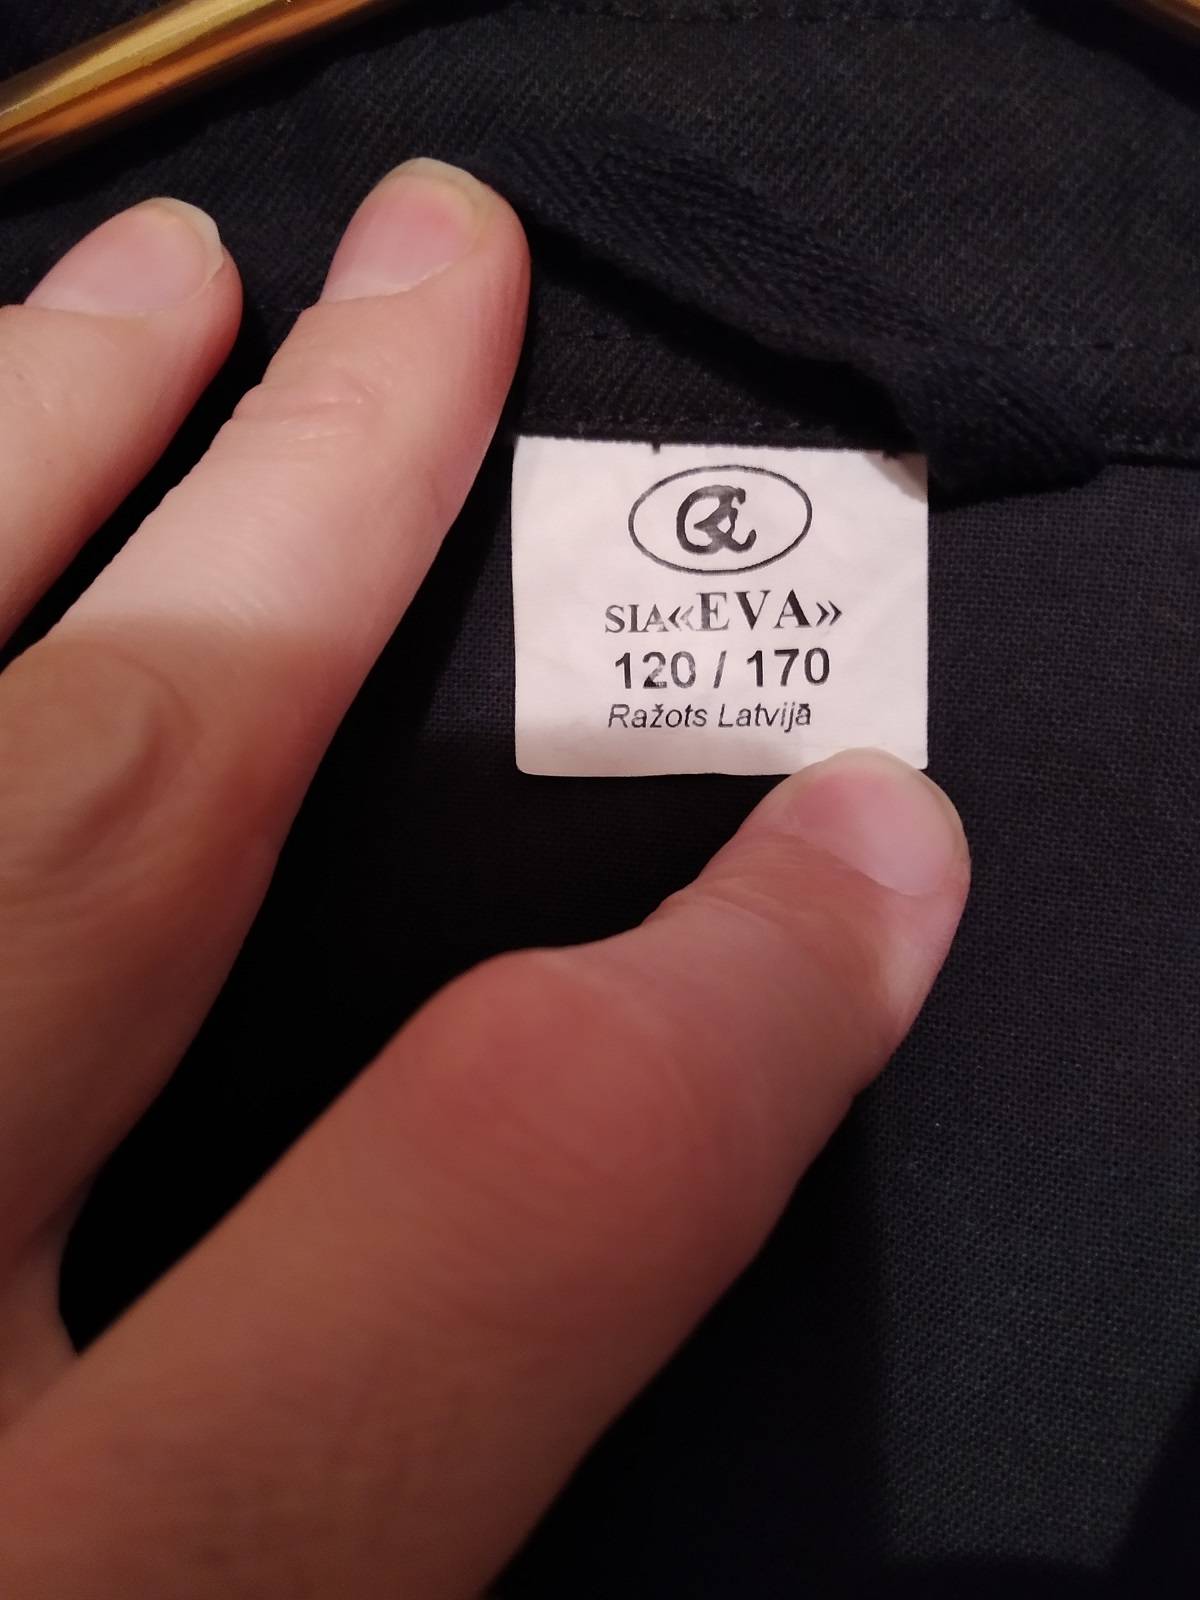 SIA«EVA»
120 / 170
Ražots Latvijā